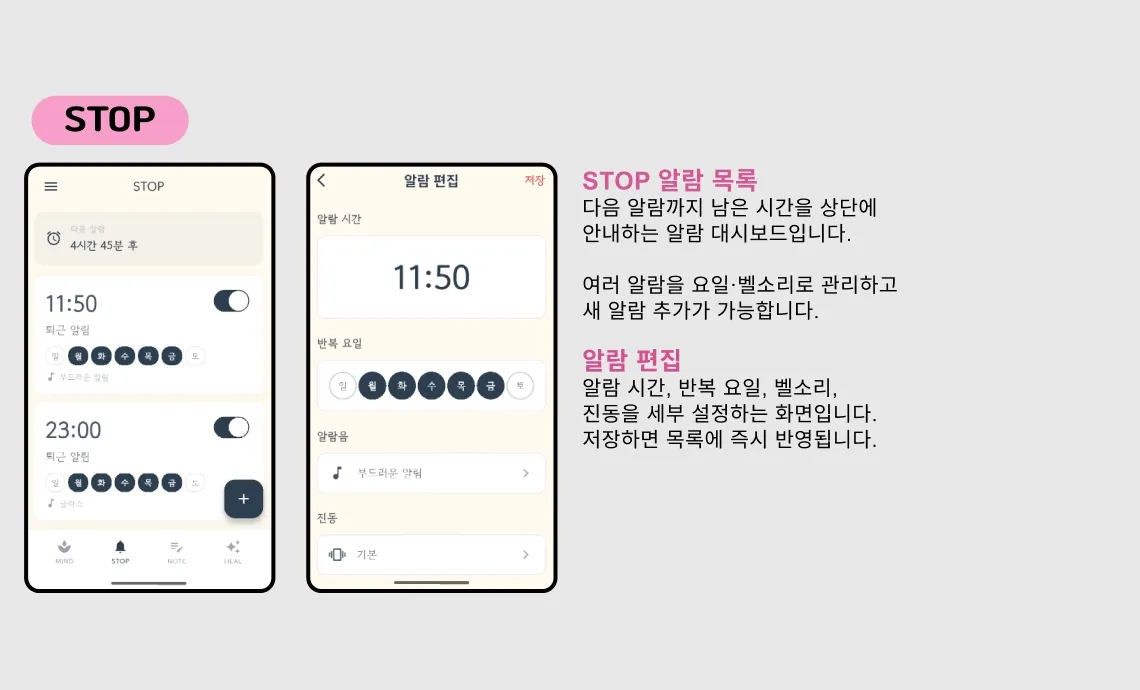 STOP
STOP
다음 알람
4시간 45분 후
11:50
퇴근 알림
일 월 화 수 목 금 토
부드러운 알림
23:00
퇴근 알림
일 월 화 수 목 금 토
글라스
+
MIND STOP NOTE HEAL
알람 편집 저장
알람 시간
11:50
반복 요일
일 월 화 수 목 금 토
알람음
부드러운 알림
진동
기본
STOP 알람 목록
다음 알람까지 남은 시간을 상단에
안내하는 알람 대시보드입니다.
여러 알람을 요일·벨소리로 관리하고
새 알람 추가가 가능합니다.
알람 편집
알람 시간, 반복 요일, 벨소리,
진동을 세부 설정하는 화면입니다.
저장하면 목록에 즉시 반영됩니다.